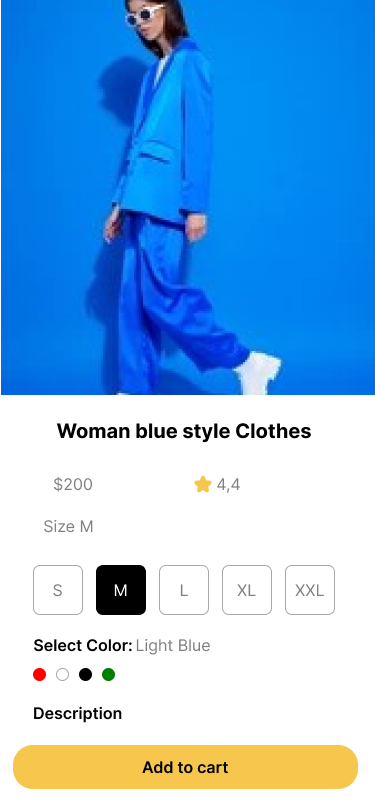 Woman blue style Clothes
$200 4,4
Size M
S M L XL XXL
Select Color: Light Blue
Description
Add to cart